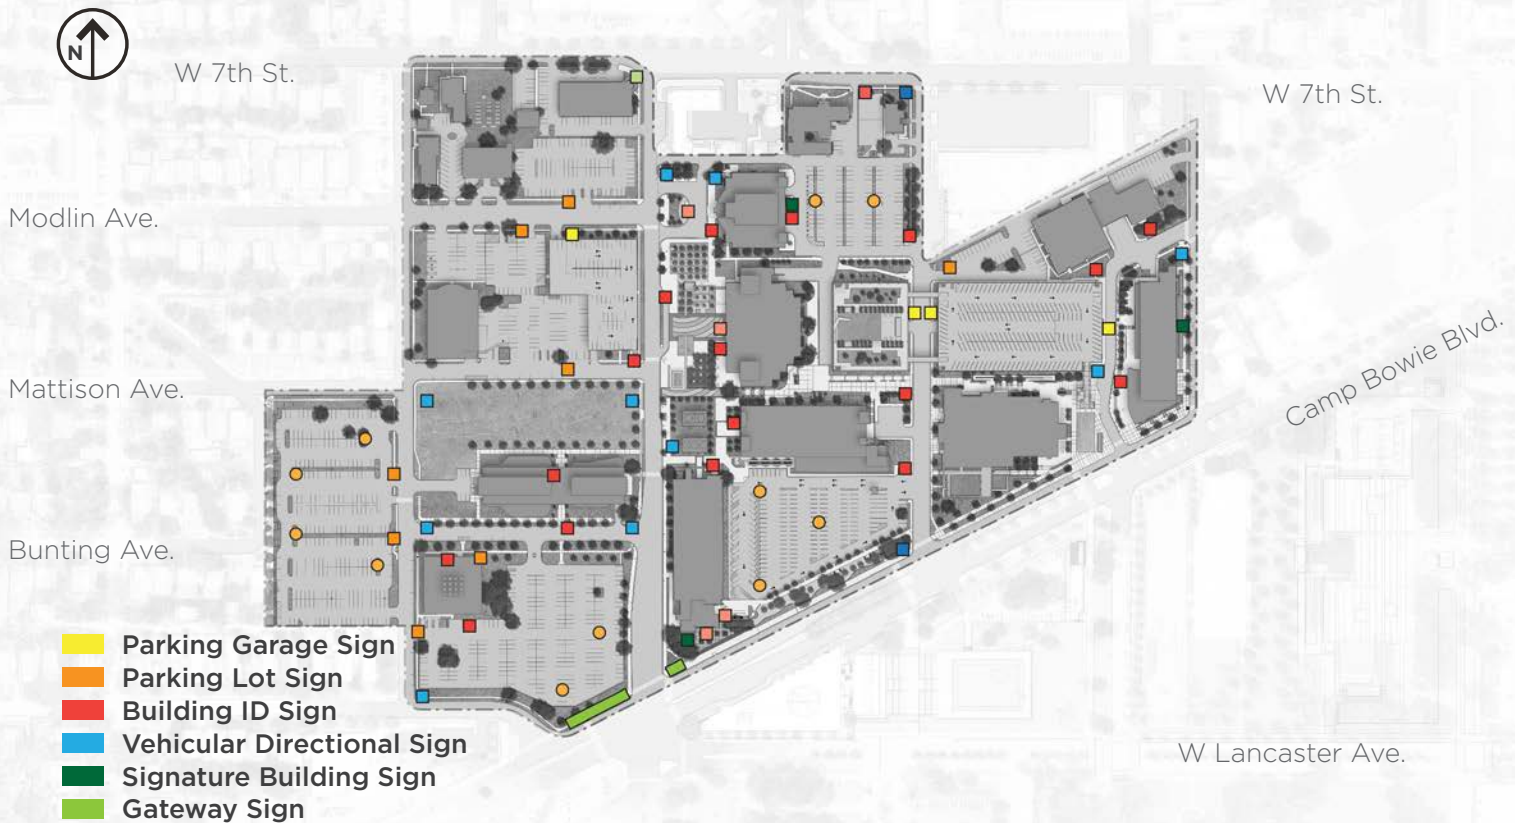 N
W 7th St.
W 7th St.
Modlin Ave.
Mattison Ave.
Camp Bowie Blvd.
Bunting Ave.
Parking Garage Sign
Parking Lot Sign
Building ID Sign
Vehicular Directional Sign
Signature Building Sign
Gateway Sign
W Lancaster Ave.